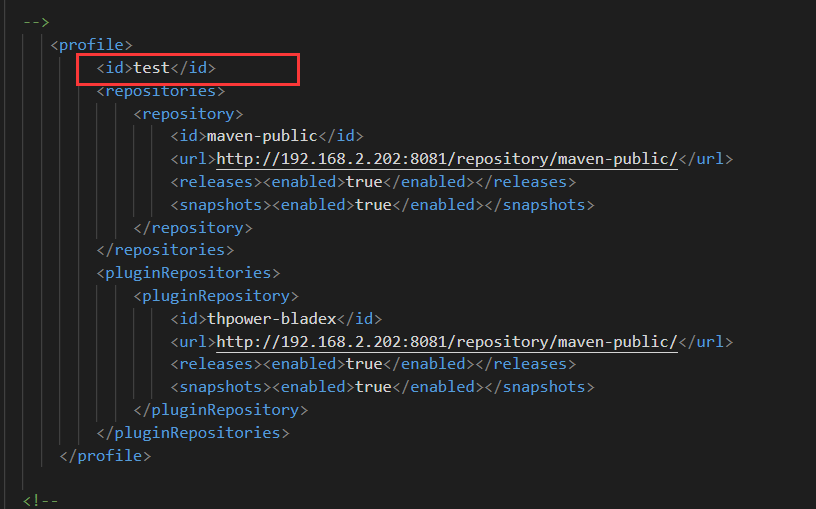 -->
<profile>
<id>test</id>
<repositories>
<repository>
<id>maven-public</id>
<url>http://192.168.2.202:8081/repository/maven-public/</url>
<releases><enabled>true</enabled></releases>
<snapshots><enabled>true</enabled></snapshots>
</repository>
</repositories>
<pluginRepositories>
<pluginRepository>
<id>thpower-bladex</id>
<url>http://192.168.2.202:8081/repository/maven-public/</url>
<releases><enabled>true</enabled></releases>
<snapshots><enabled>true</enabled></snapshots>
</pluginRepository>
</pluginRepositories>
</profile>
<!--